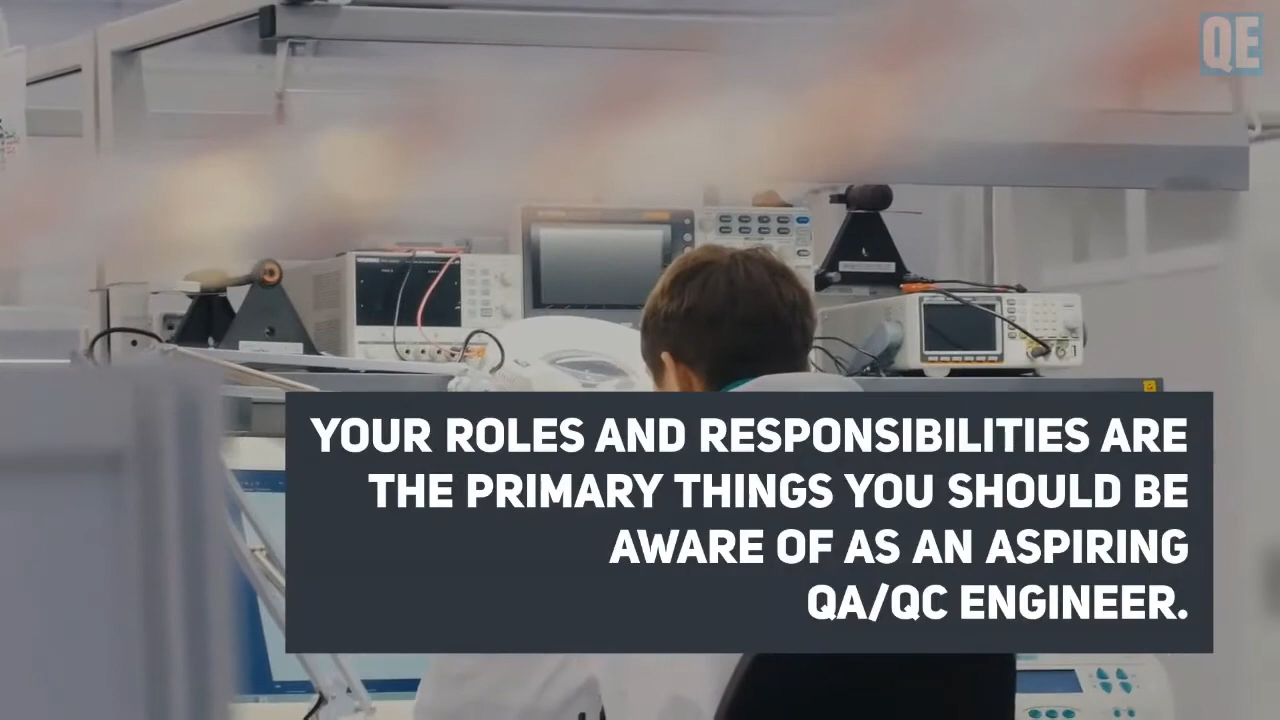 QE
YOUR ROLES AND RESPONSIBILITIES ARE
THE PRIMARY THINGS YOU SHOULD BE
AWARE OF AS AN ASPIRING
QA/QC ENGINEER.